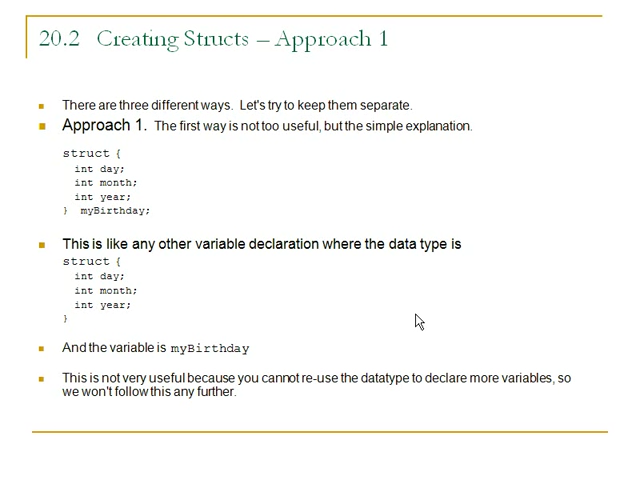 20.2 Creating Structs – Approach 1
There are three different ways. Let's try to keep them separate.
Approach 1. The first way is not too useful, but the simple explanation.
struct {
int day;
int month;
int year;
} myBirthday;
This is like any other variable declaration where the data type is
struct {
int day;
int month;
int year;
}
And the variable is myBirthday
This is not very useful because you cannot re-use the datatype to declare more variables, so
we won't follow this any further.